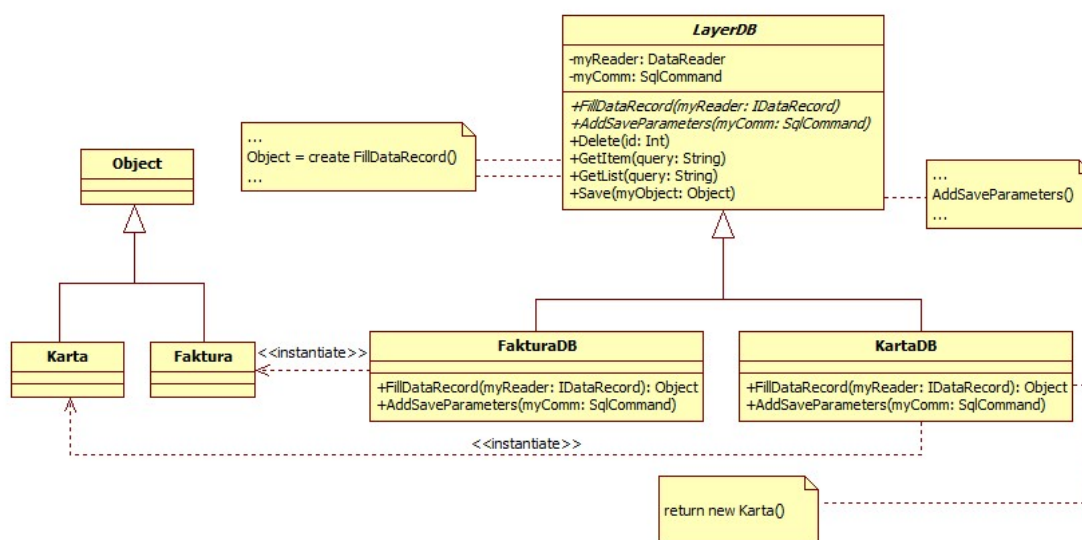 LayerDB
-myReader: DataReader
-myComm: SqlCommand
+FillDataRecord(myReader: IDataRecord)
+AddSaveParameters(myComm: SqlCommand)
+Delete(id: Int)
+GetItem(query: String)
+GetList(query: String)
+Save(myObject: Object)
...
Object = create FillDataRecord()
...
...
AddSaveParameters()
...
Object
Karta
Faktura
<<instantiate>>
FakturaDB
+FillDataRecord(myReader: IDataRecord): Object
+AddSaveParameters(myComm: SqlCommand)
KartaDB
+FillDataRecord(myReader: IDataRecord): Object
+AddSaveParameters(myComm: SqlCommand)
<<instantiate>>
return new Karta()